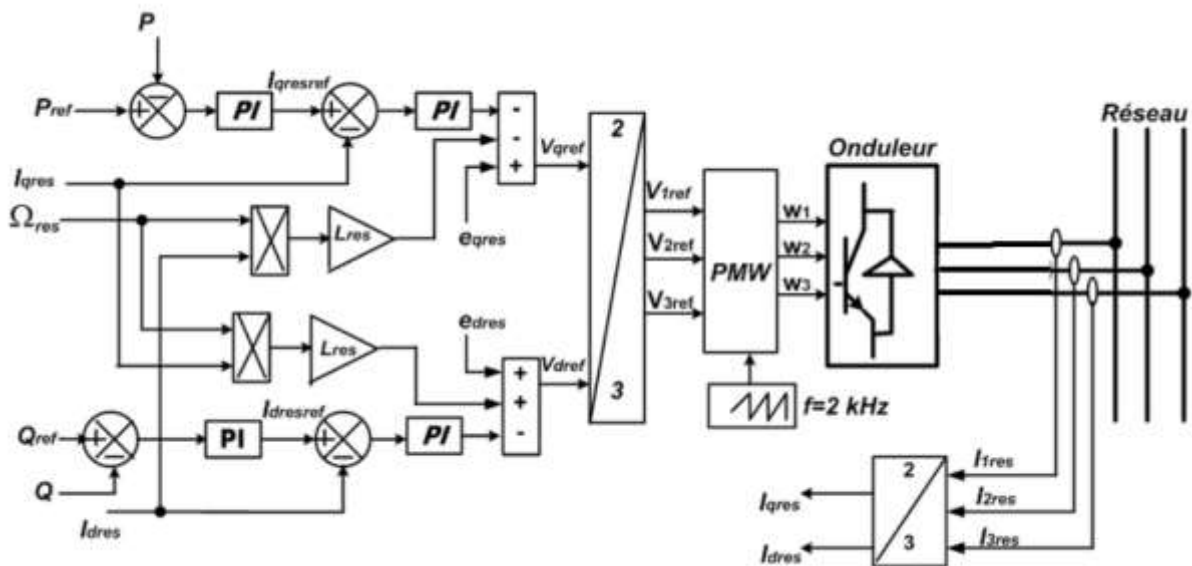 P
Pref
+
−
PI
Iqresref
+
−
PI
-
-
+
Vqref
Iqres
Ωres
Lres
eqres
2
3
V1ref
V2ref
V3ref
PMW
W1
W2
W3
Onduleur
Réseau
f=2 kHz
Lres
edres
+
+
-
Vdref
Qref
+
−
PI
Idresref
+
−
PI
Q
Idres
2
3
I1res
I2res
I3res
Iqres
Idres